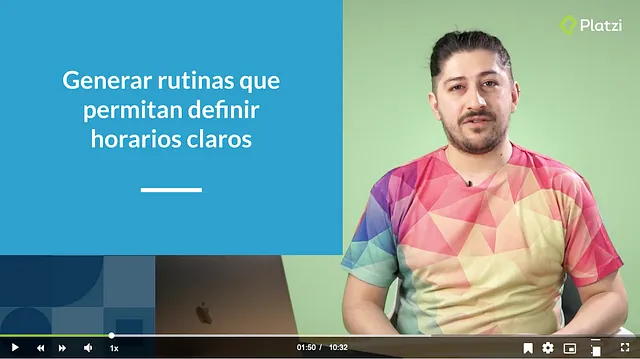 Platzi
Generar rutinas que
permitan definir
horarios claros
1x
01:50 / 10:32